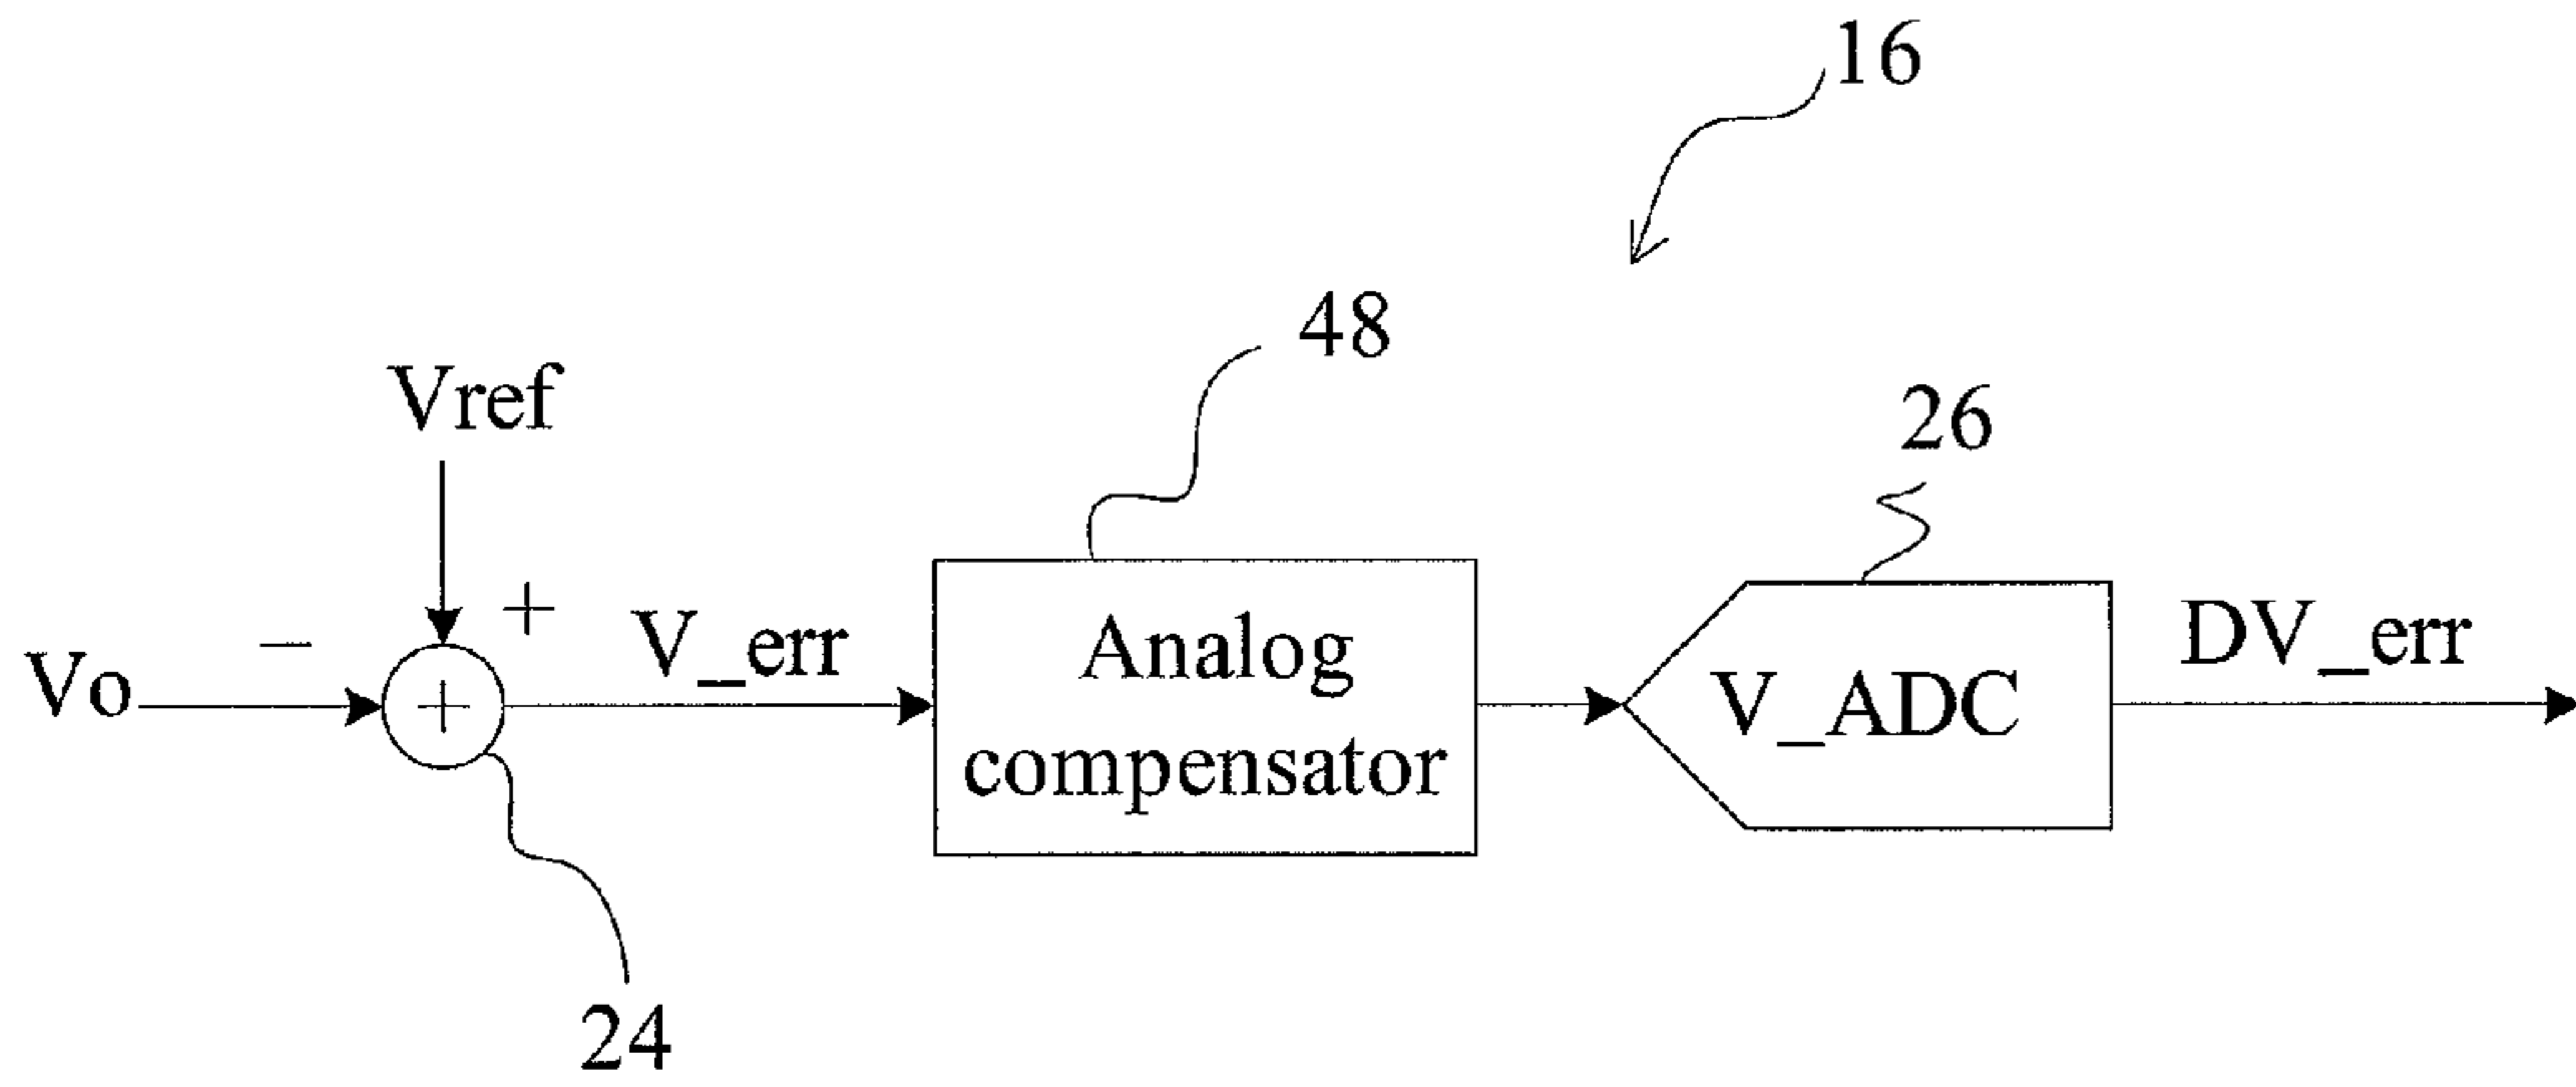 16
48
Vref
26
+
−
Vo
+
V_err
Analog
compensator
V_ADC
DV_err
24